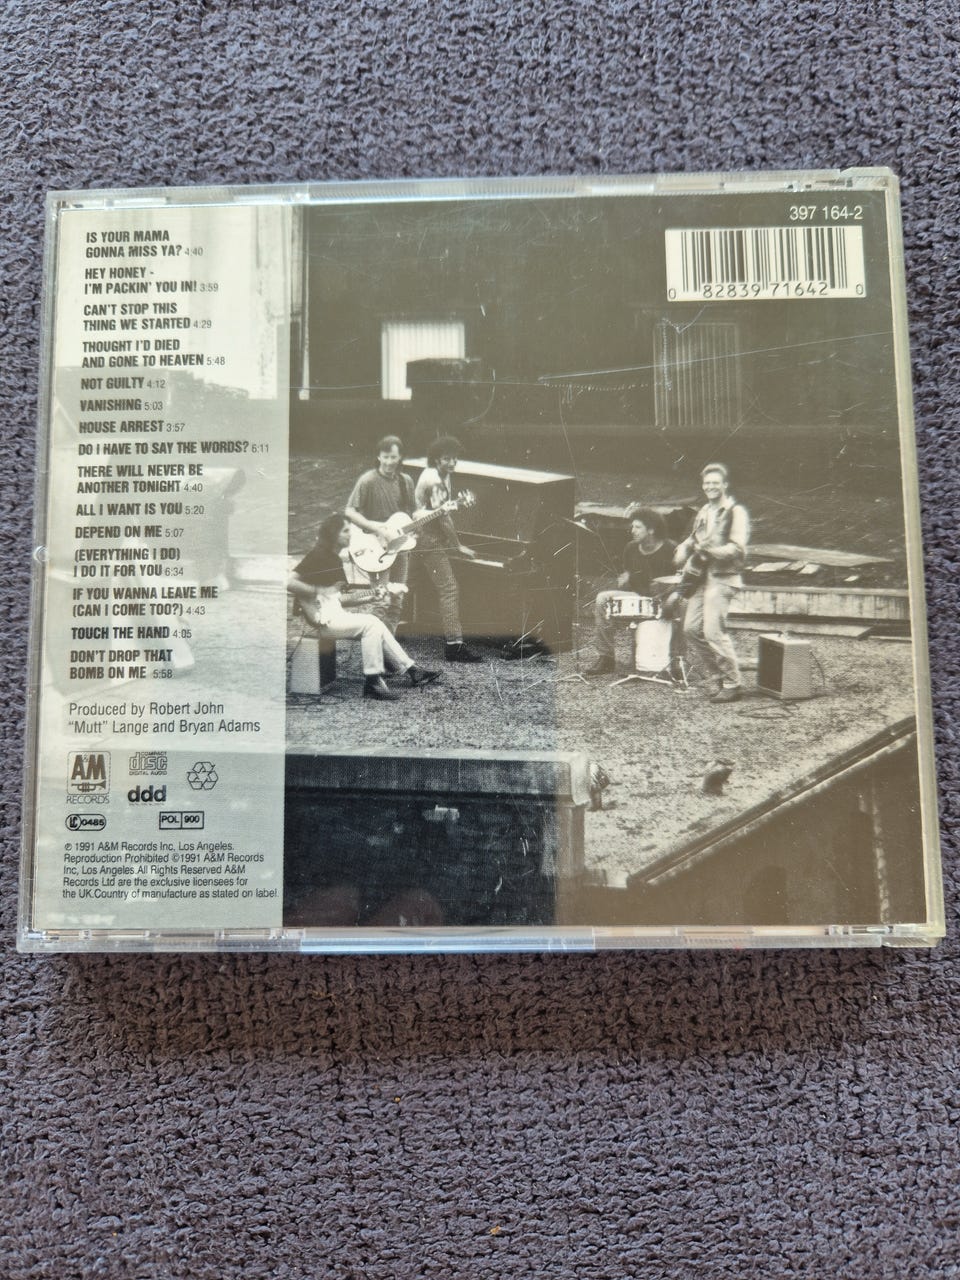 IS YOUR MAMA
GONNA MISS YA? 4:40
HEY HONEY -
I'M PACKIN' YOU IN! 3:59
CAN'T STOP THIS
THING WE STARTED 4:29
THOUGHT I'D DIED
AND GONE TO HEAVEN 5:48
NOT GUILTY 4:12
VANISHING 5:03
HOUSE ARREST 3:57
DO I HAVE TO SAY THE WORDS? 6:11
THERE WILL NEVER BE
ANOTHER TONIGHT 4:40
ALL I WANT IS YOU 5:20
DEPEND ON ME 5:07
(EVERYTHING I DO)
I DO IT FOR YOU 6:34
IF YOU WANNA LEAVE ME
(CAN I COME TOO?) 4:43
TOUCH THE HAND 4:05
DON'T DROP THAT
BOMB ON ME 5:58
Produced by Robert John
"Mutt" Lange and Bryan Adams
A&M
RECORDS
COMPACT
disc
DIGITAL AUDIO
ddd
LC 0485
POL 900
℗ 1991 A&M Records Inc, Los Angeles.
Reproduction Prohibited ©1991 A&M Records
Inc, Los Angeles.All Rights Reserved A&M
Records Ltd are the exclusive licensees for
the UK.Country of manufacture as stated on label.
397 164-2
0 82839 71642 0